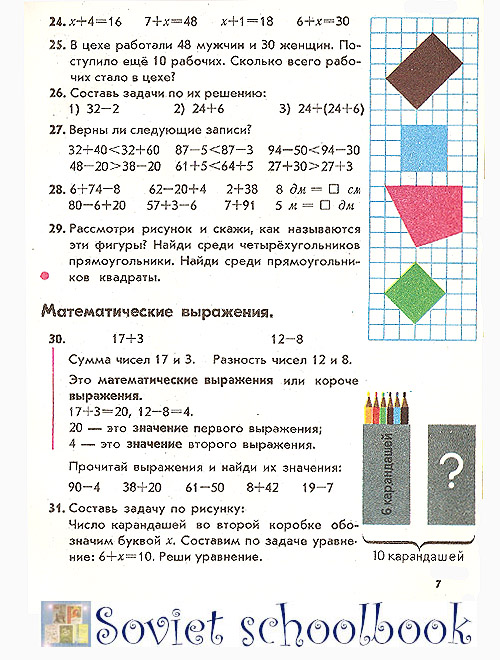 24. x+4=16 7+x=48 x+1=18 6+x=30
25. В цехе работали 48 мужчин и 30 женщин. По-
ступило ещё 10 рабочих. Сколько всего рабо-
чих стало в цехе?
26. Составь задачи по их решению:
1) 32−2 2) 24+6 3) 24+(24+6)
27. Верны ли следующие записи?
32+40<32+60 87−5<87−3 94−50<94−30
48−20>38−20 61+5<64+5 27+30>27+3
28. 6+74−8 62−20+4 2+38 8 дм = □ см
80−6+20 57+3−6 7+91 5 м = □ дм
29. Рассмотри рисунок и скажи, как называются
эти фигуры? Найди среди четырёхугольников
прямоугольники. Найди среди прямоугольни-
ков квадраты.
Математические выражения.
30. 17+3 12−8
Сумма чисел 17 и 3. Разность чисел 12 и 8.
Это математические выражения или короче
выражения.
17+3=20, 12−8=4.
20 — это значение первого выражения;
4 — это значение второго выражения.
Прочитай выражения и найди их значения:
90−4 38+20 61−50 8+42 19−7
31. Составь задачу по рисунку:
Число карандашей во второй коробке обо-
значим буквой x. Составим по задаче уравне-
ние: 6+x=10. Реши уравнение.
6 карандашей
?
10 карандашей
7
Soviet schoolbook